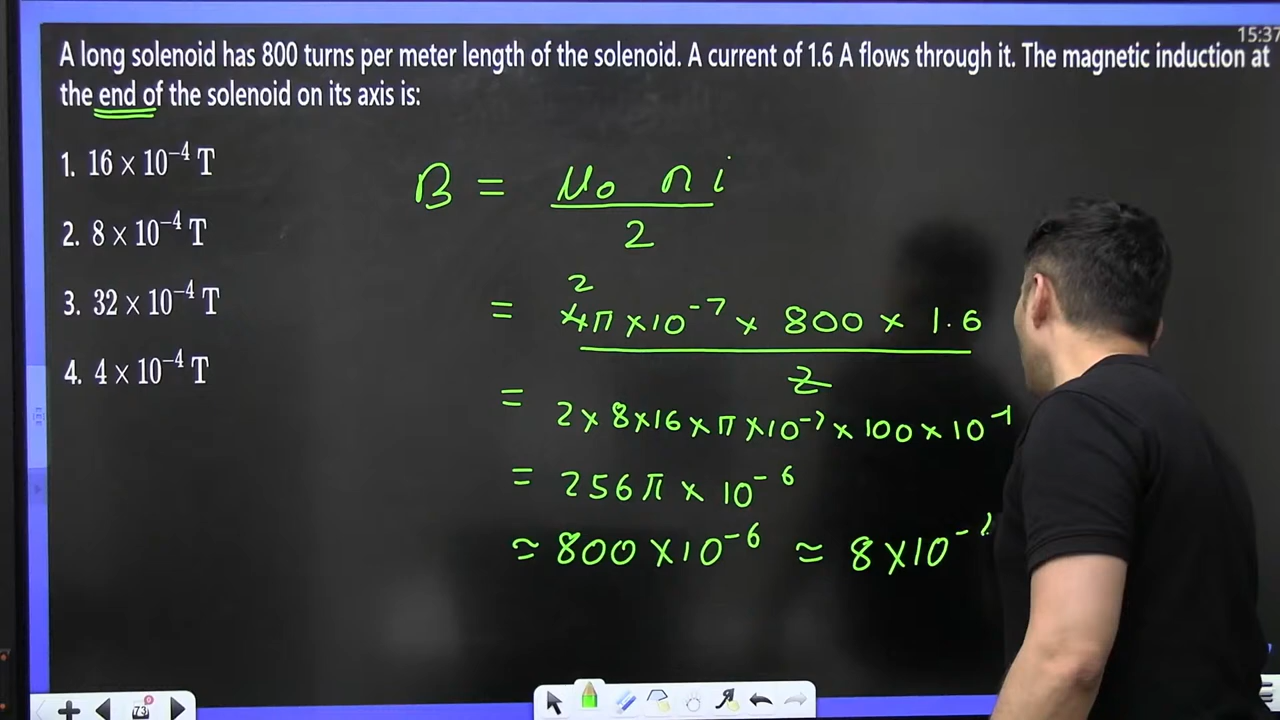 15:37
A long solenoid has 800 turns per meter length of the solenoid. A current of 1.6 A flows through it. The magnetic induction at
the end of the solenoid on its axis is:
1. 16 × 10⁻⁴ T
2. 8 × 10⁻⁴ T
3. 32 × 10⁻⁴ T
4. 4 × 10⁻⁴ T
B = μ₀ n i
2
2
= 4π × 10⁻⁷ × 800 × 1.6
2
= 2 × 8 × 16 × π × 10⁻⁷ × 100 × 10⁻¹
= 256π × 10⁻⁶
≈ 800 × 10⁻⁶ ≈ 8 × 10
73